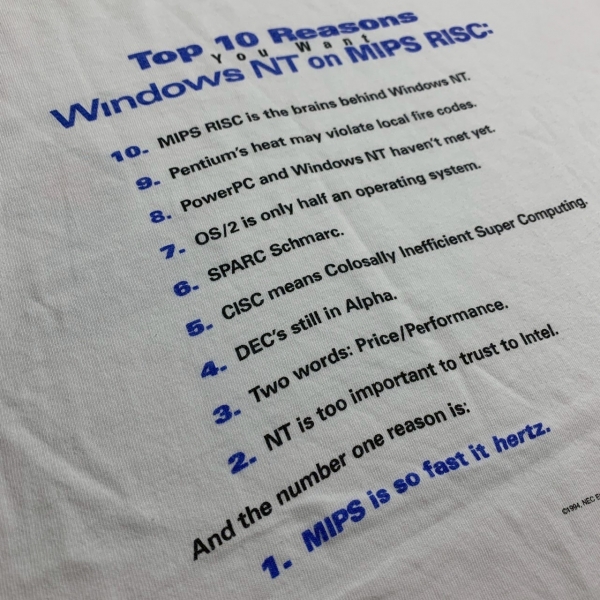 Top 10 Reasons
You Want
Windows NT on MIPS RISC:
10. MIPS RISC is the brains behind Windows NT.
9. Pentium's heat may violate local fire codes.
8. PowerPC and Windows NT haven't met yet.
7. OS/2 is only half an operating system.
6. SPARC Schmarc.
5. CISC means Colosally Inefficient Super Computing.
4. DEC's still in Alpha.
3. Two words: Price/Performance.
2. NT is too important to trust to Intel.
And the number one reason is:
1. MIPS is so fast it hertz.
©1994, NEC